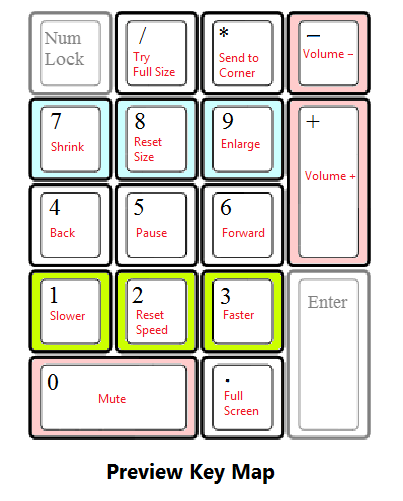 Num
Lock
/
Try
Full Size
*
Send to
Corner
–
Volume –
7
Shrink
8
Reset
Size
9
Enlarge
+
Volume +
4
Back
5
Pause
6
Forward
1
Slower
2
Reset
Speed
3
Faster
Enter
0
Mute
.
Full
Screen
Preview Key Map